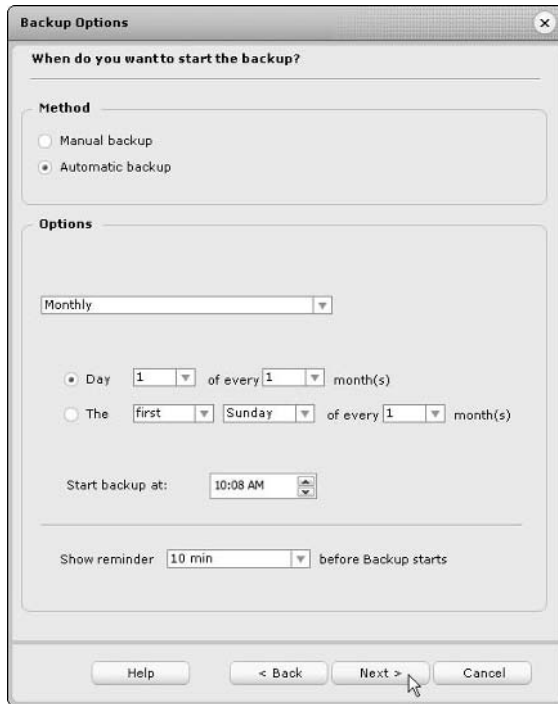 Backup Options
When do you want to start the backup?
Method
Manual backup
Automatic backup
Options
Monthly
Day 1 of every 1 month(s)
The first Sunday of every 1 month(s)
Start backup at: 10:08 AM
Show reminder 10 min before Backup starts
Help < Back Next > Cancel